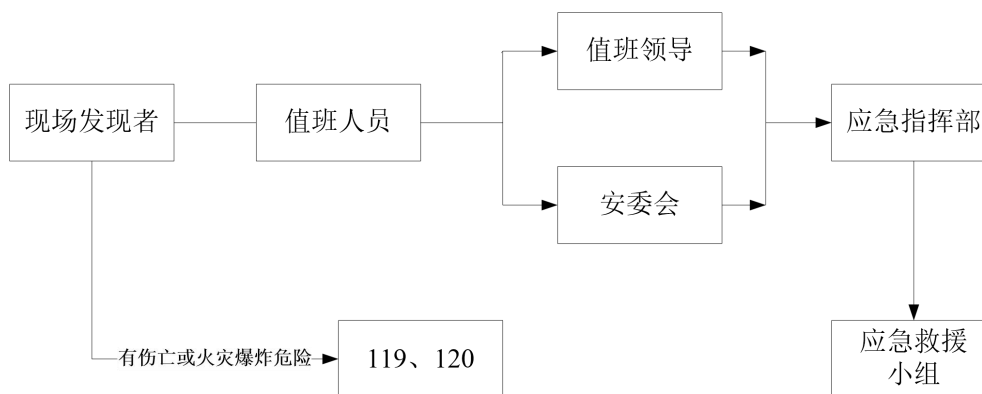 值班领导
现场发现者
值班人员
应急指挥部
安委会
有伤亡或火灾爆炸危险
119、120
应急救援
小组